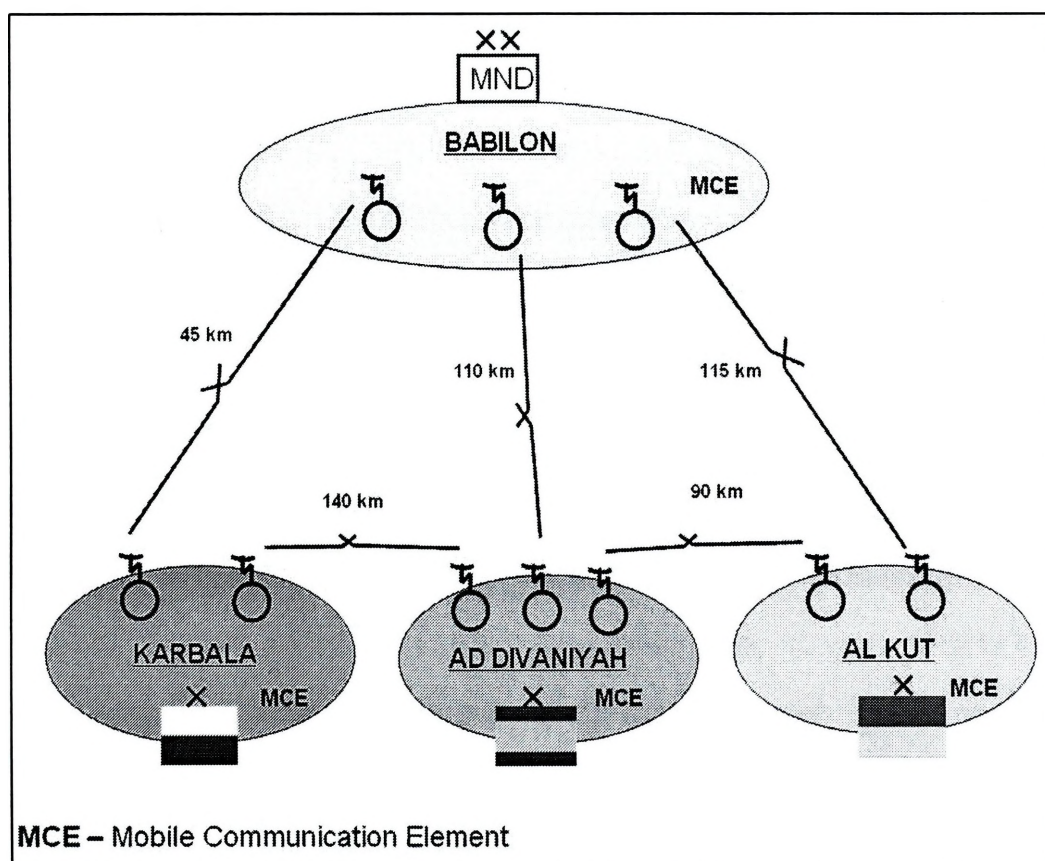 ××
MND
BABILON
MCE
45 km
110 km
115 km
140 km
90 km
KARBALA
AD DIVANIYAH
AL KUT
× MCE
× MCE
× MCE
MCE – Mobile Communication Element